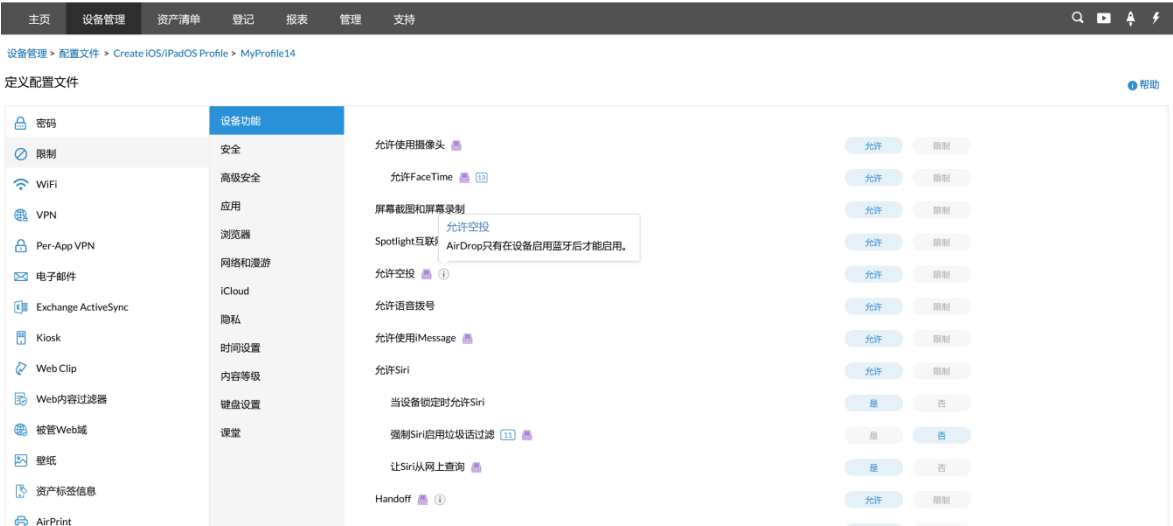 主页 设备管理 资产清单 登记 报表 管理 支持
设备管理 > 配置文件 > Create iOS/iPadOS Profile > MyProfile14
定义配置文件
帮助
密码
限制
WiFi
VPN
Per-App VPN
电子邮件
Exchange ActiveSync
Kiosk
Web Clip
Web内容过滤器
被管Web域
壁纸
资产标签信息
AirPrint
设备功能
安全
高级安全
应用
浏览器
网络和漫游
iCloud
隐私
时间设置
内容等级
键盘设置
课堂
允许使用摄像头 允许 限制
允许FaceTime 13 允许 限制
屏幕截图和屏幕录制 允许 限制
允许空投
AirDrop只有在设备启用蓝牙后才能启用。
Spotlight互联 允许 限制
允许空投 允许 限制
允许语音拨号 允许 限制
允许使用iMessage 允许 限制
允许Siri 允许 限制
当设备锁定时允许Siri 是 否
强制Siri启用垃圾话过滤 11 是 否
让Siri从网上查询 是 否
Handoff 允许 限制